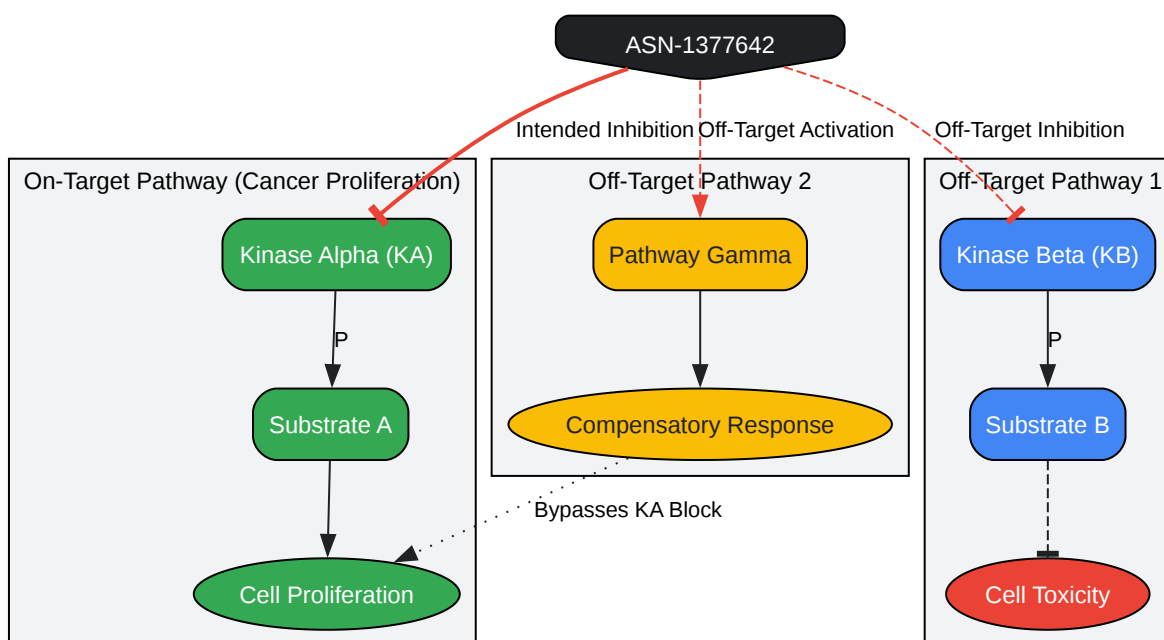 ASN-1377642
Intended Inhibition
Off-Target Activation
Off-Target Inhibition
On-Target Pathway (Cancer Proliferation)
Off-Target Pathway 2
Off-Target Pathway 1
Kinase Alpha (KA)
Pathway Gamma
Kinase Beta (KB)
P
P
Substrate A
Compensatory Response
Substrate B
Bypasses KA Block
Cell Proliferation
Cell Toxicity